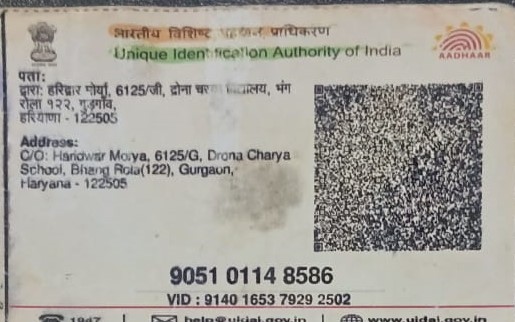 भारतीय विशिष्ट पहचान प्राधिकरण
Unique Identification Authority of India
AADHAAR
पता:
द्वारा: हरिद्वार मोर्या, 6125/जी, द्रोना, भंग
रोला १२२, गुड़गाँव,
हरियाणा - 122505
Address:
C/O: Haridwar Morya, 6125/G, Drona Charya
School, Bhang Rola(122), Gurgaon,
Haryana - 122505
9051 0114 8586
VID : 9140 1653 7929 2502
1947 | help@uidai.gov.in | www.uidai.gov.in